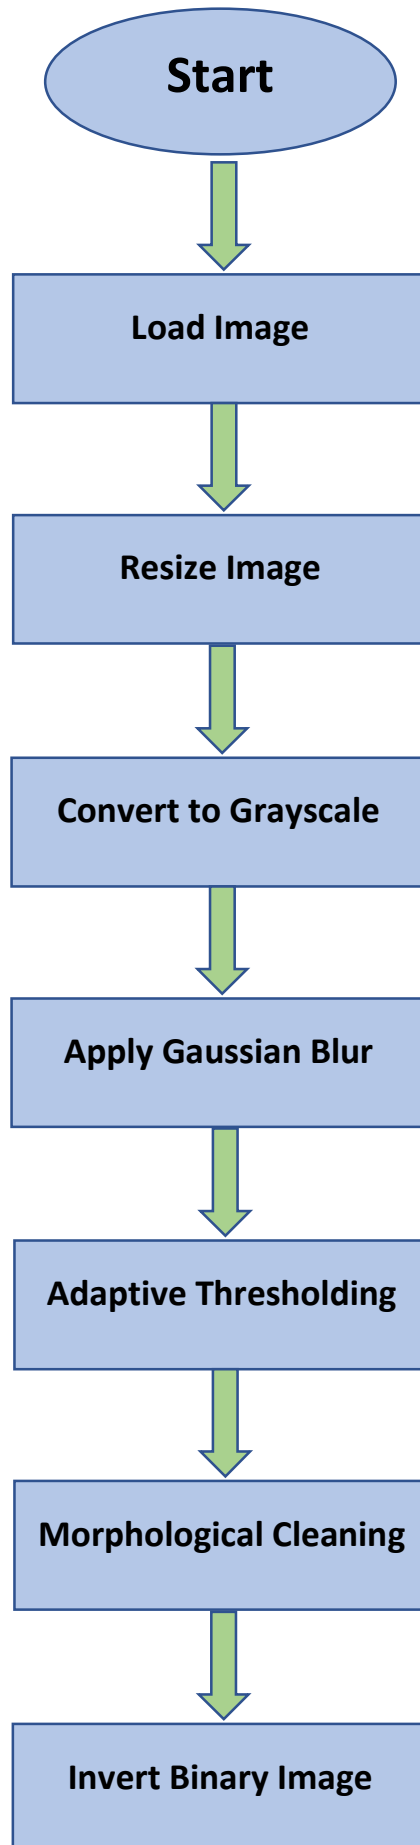 Start
Load Image
Resize Image
Convert to Grayscale
Apply Gaussian Blur
Adaptive Thresholding
Morphological Cleaning
Invert Binary Image